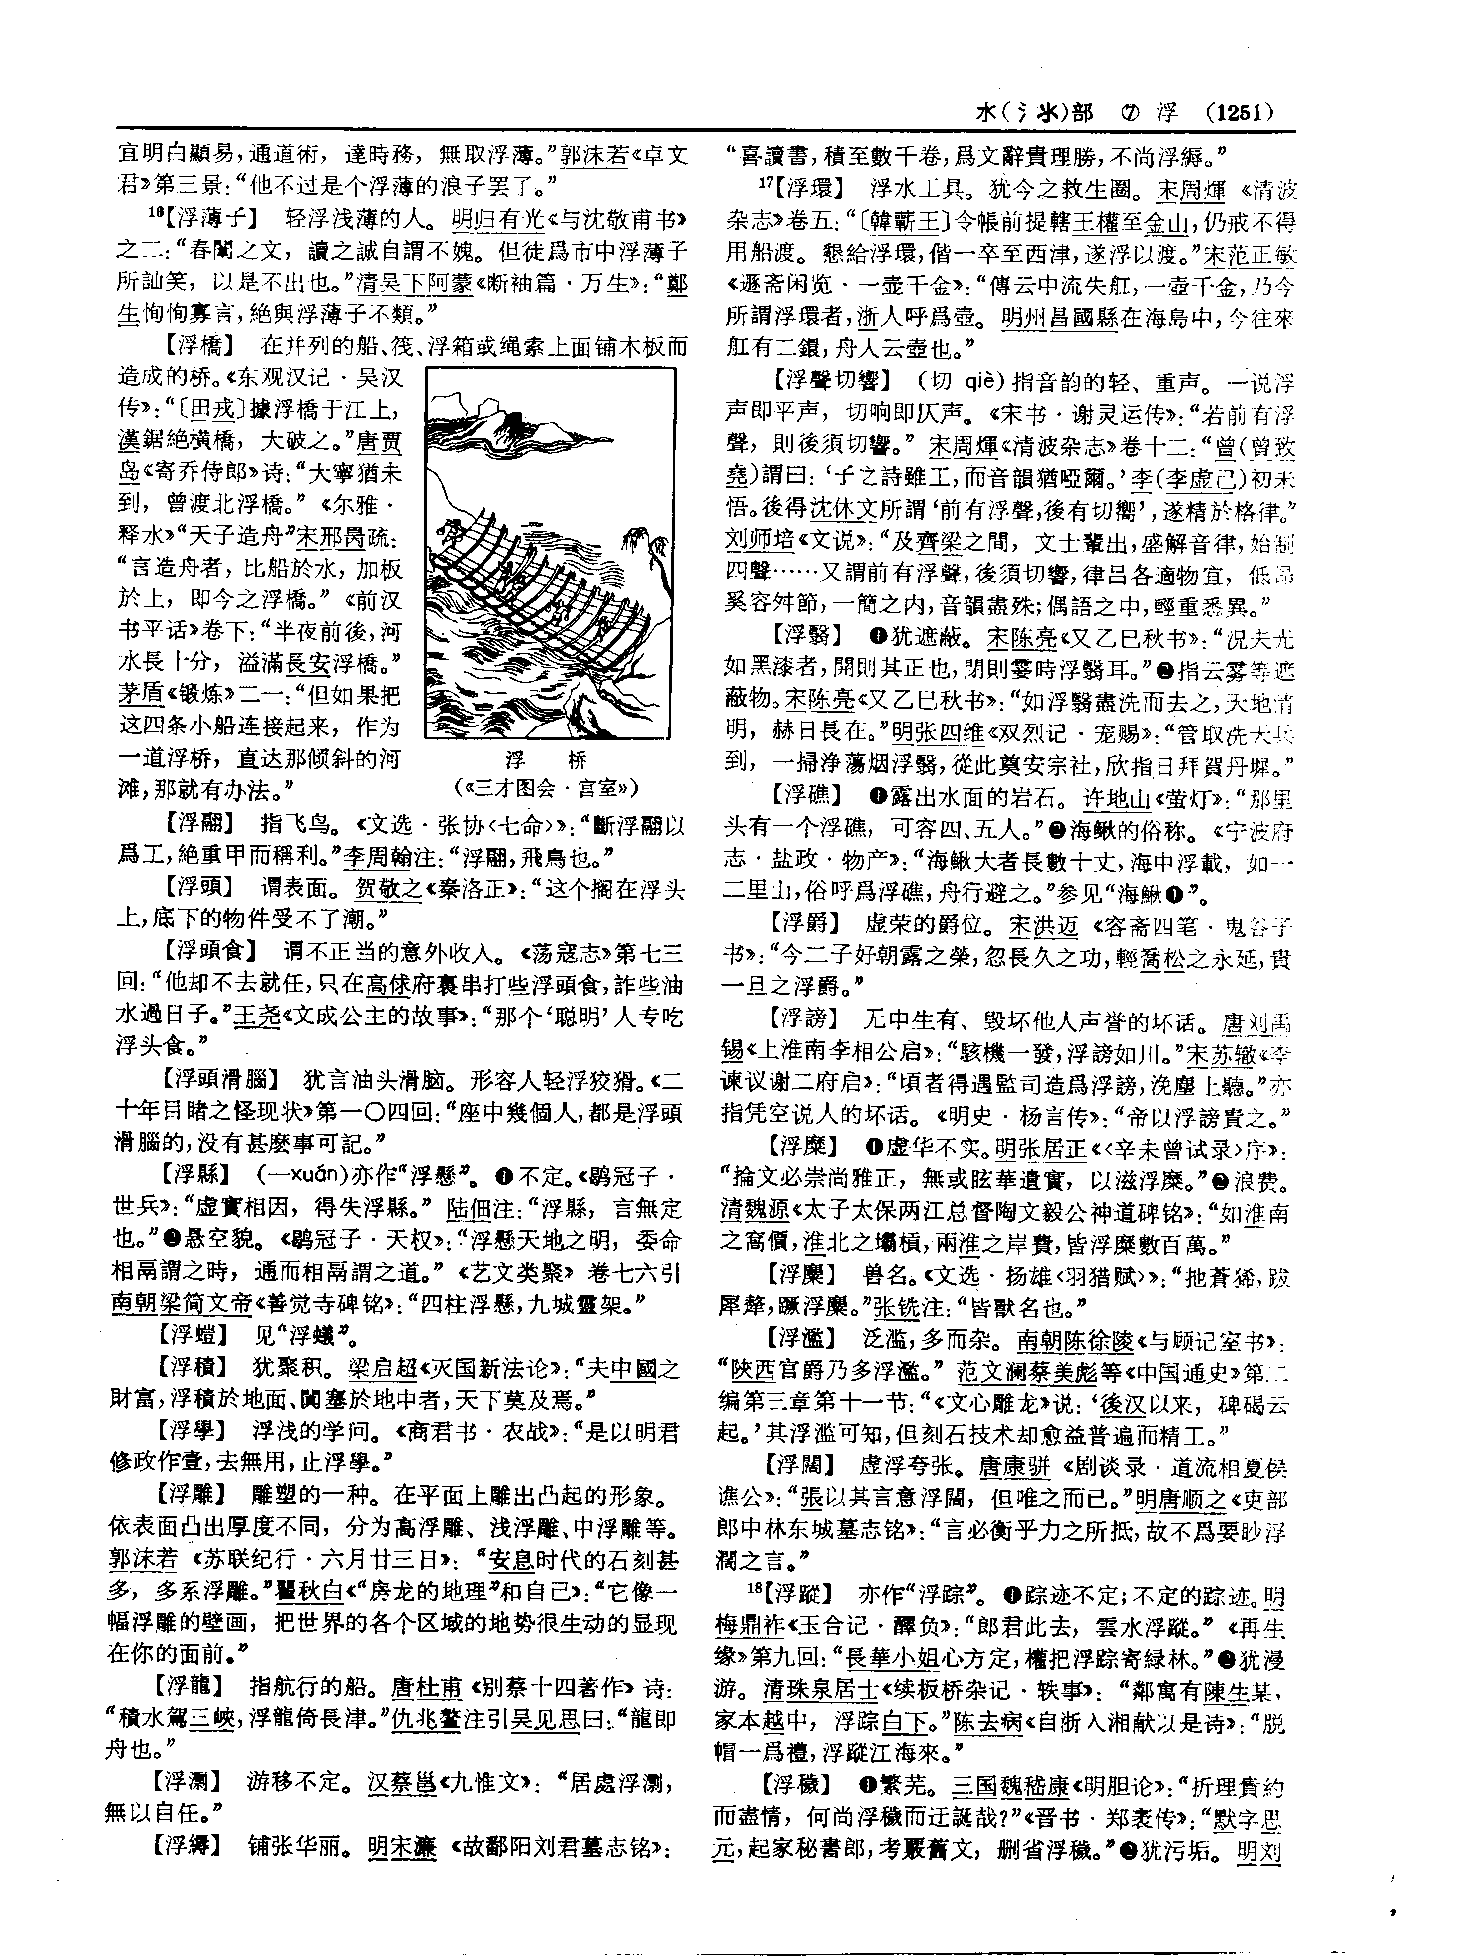 水(氵氺)部 ⑦ 浮 (1251)
宜明白顯易，通道術，達時務，無取浮薄。”郭沫若《卓文
君》第三景：“他不过是个浮薄的浪子罢了。”
¹⁶【浮薄子】 轻浮浅薄的人。明归有光《与沈敬甫书》
之二：“春闈之文，讀之誠自謂不媿。但徒爲市中浮薄子
所訕笑，以是不出也。”清吴下阿蒙《断袖篇·万生》：“鄭
生恂恂寡言，絶與浮薄子不類。”
【浮橋】 在并列的船、筏、浮箱或绳索上面铺木板而
造成的桥。《东观汉记·吴汉
传》：“〔田戎〕據浮橋于江上，
漢鋸絶横橋，大破之。”唐贾
岛《寄乔侍郎》诗：“大寧猶未
到，曾渡北浮橋。”《尔雅·
释水》“天子造舟”宋邢昺疏：
“言造舟者，比船於水，加板
於上，即今之浮橋。”《前汉
书平话》卷下：“半夜前後，河
水長十分，溢滿長安浮橋。”
茅盾《锻炼》二一：“但如果把
这四条小船连接起来，作为
一道浮桥，直达那倾斜的河
滩，那就有办法。”
浮 桥
（《三才图会·宫室》）
【浮翮】 指飞鸟。《文选·张协〈七命〉》：“斷浮翮以
爲工，絶重甲而稱利。”李周翰注：“浮翮，飛鳥也。”
【浮頭】 谓表面。贺敬之《秦洛正》：“这个搁在浮头
上，底下的物件受不了潮。”
【浮頭食】 谓不正当的意外收入。《荡寇志》第七三
回：“他却不去就任，只在高俅府裏串打些浮頭食，詐些油
水過日子。”王尧《文成公主的故事》：“那个‘聪明’人专吃
浮头食。”
【浮頭滑腦】 犹言油头滑脑。形容人轻浮狡猾。《二
十年目睹之怪现状》第一〇四回：“座中幾個人，都是浮頭
滑腦的，没有甚麽事可記。”
【浮縣】 (一xuán)亦作“浮懸”。❶不定。《鹖冠子·
世兵》：“虚實相因，得失浮縣。”陆佃注：“浮縣，言無定
也。”❷悬空貌。《鹖冠子·天权》：“浮懸天地之明，委命
相鬲謂之時，通而相鬲謂之道。”《艺文类聚》卷七六引
南朝梁简文帝《善觉寺碑铭》：“四柱浮懸，九城靈架。”
【浮螘】 见“浮蟻”。
【浮積】 犹聚积。梁启超《灭国新法论》：“夫中國之
財富，浮積於地面、闐塞於地中者，天下莫及焉。”
【浮學】 浮浅的学问。《商君书·农战》：“是以明君
修政作壹，去無用，止浮學。”
【浮雕】 雕塑的一种。在平面上雕出凸起的形象。
依表面凸出厚度不同，分为高浮雕、浅浮雕、中浮雕等。
郭沫若《苏联纪行·六月廿三日》：“安息时代的石刻甚
多，多系浮雕。”瞿秋白《“房龙的地理”和自己》：“它像一
幅浮雕的壁画，把世界的各个区域的地势很生动的显现
在你的面前。”
【浮龍】 指航行的船。唐杜甫《别蔡十四著作》诗：
“積水駕三峽，浮龍倚長津。”仇兆鳌注引吴见思曰：“龍即
舟也。”
【浮漰】 游移不定。汉蔡邕《九惟文》：“居處浮漰，
無以自任。”
【浮縟】 铺张华丽。明宋濂《故鄱阳刘君墓志铭》：
“喜讀書，積至數千卷，爲文辭貴理勝，不尚浮縟。”
¹⁷【浮環】 浮水工具。犹今之救生圈。宋周煇《清波
杂志》卷五：“〔韓蘄王〕令帳前提轄王權至金山，仍戒不得
用船渡。懇給浮環，偕一卒至西津，遂浮以渡。”宋范正敏
《遯斋闲览·一壶千金》：“傳云中流失舡，一壺千金，乃今
所謂浮環者，浙人呼爲壺。明州昌國縣在海島中，今往來
舡有二鐶，舟人云壺也。”
【浮聲切響】 (切 qiè)指音韵的轻、重声。一说浮
声即平声，切响即仄声。《宋书·谢灵运传》：“若前有浮
聲，則後須切響。”宋周煇《清波杂志》卷十二：“曾(曾致
堯)謂曰：‘子之詩雖工，而音韻猶啞爾。’李(李虚己)初未
悟。後得沈休文所謂‘前有浮聲，後有切嚮’，遂精於格律。”
刘师培《文说》：“及齊梁之間，文士輩出，盛解音律，始制
四聲……又謂前有浮聲，後須切響，律吕各適物宜，低昂
奚容舛節，一簡之内，音韻盡殊；偶語之中，輕重悉異。”
【浮翳】 ❶犹遮蔽。宋陈亮《又乙巳秋书》：“况夫光
如黑漆者，開則其正也，閉則霎時浮翳耳。”❷指云雾等遮
蔽物。宋陈亮《又乙巳秋书》：“如浮翳盡洗而去之，天地清
明，赫日長在。”明张四维《双烈记·宠赐》：“管取洗天兵
到，一掃浄蕩烟浮翳，從此奠安宗社，欣指日拜賀丹墀。”
【浮礁】 ❶露出水面的岩石。许地山《萤灯》：“那里
头有一个浮礁，可容四、五人。”❷海鳅的俗称。《宁波府
志·盐政·物产》：“海鰍大者長數十丈，海中浮載，如一
二里山，俗呼爲浮礁，舟行避之。”参见“海鳅❶”。
【浮爵】 虚荣的爵位。宋洪迈《容斋四笔·鬼谷子
书》：“今二子好朝露之榮，忽長久之功，輕喬松之永延，貴
一旦之浮爵。”
【浮謗】 无中生有、毁坏他人声誉的坏话。唐刘禹
锡《上淮南李相公启》：“駭機一發，浮謗如川。”宋苏辙《李
谏议谢二府启》：“頃者得遇監司造爲浮謗，浼塵上聽。”亦
指凭空说人的坏话。《明史·杨言传》：“帝以浮謗責之。”
【浮糜】 ❶虚华不实。明张居正《〈辛未曾试录〉序》：
“掄文必崇尚雅正，無或眩華遺實，以滋浮糜。”❷浪费。
清魏源《太子太保两江总督陶文毅公神道碑铭》：“如淮南
之窩價，淮北之壩槓，兩淮之岸費，皆浮糜數百萬。”
【浮麋】 兽名。《文选·扬雄〈羽猎赋〉》：“扡蒼豨，跋
犀犛，蹶浮麋。”张铣注：“皆獸名也。”
【浮濫】 泛滥，多而杂。南朝陈徐陵《与顾记室书》：
“陝西官爵乃多浮濫。”范文澜蔡美彪等《中国通史》第二
编第三章第十一节：“《文心雕龙》说：‘後汉以来，碑碣云
起。’其浮滥可知，但刻石技术却愈益普遍而精工。”
【浮闊】 虚浮夸张。唐康骈《剧谈录·道流相夏侯
谯公》：“張以其言意浮闊，但唯之而已。”明唐顺之《吏部
郎中林东城墓志铭》：“言必衡乎力之所抵，故不爲要眇浮
濶之言。”
¹⁸【浮蹤】 亦作“浮踪”。❶踪迹不定；不定的踪迹。明
梅鼎祚《玉合记·醳负》：“郎君此去，雲水浮蹤。”《再生
缘》第九回：“長華小姐心方定，權把浮踪寄緑林。”❷犹漫
游。清珠泉居士《续板桥杂记·轶事》：“鄰寓有陳生某，
家本越中，浮踪白下。”陈去病《自浙入湘献以是诗》：“脱
帽一爲禮，浮蹤江海來。”
【浮穢】 ❶繁芜。三国魏嵇康《明胆论》：“折理貴約
而盡情，何尚浮穢而迂誕哉？”《晋书·郑袤传》：“默字思
元，起家秘書郎，考覈舊文，删省浮穢。”❷犹污垢。明刘